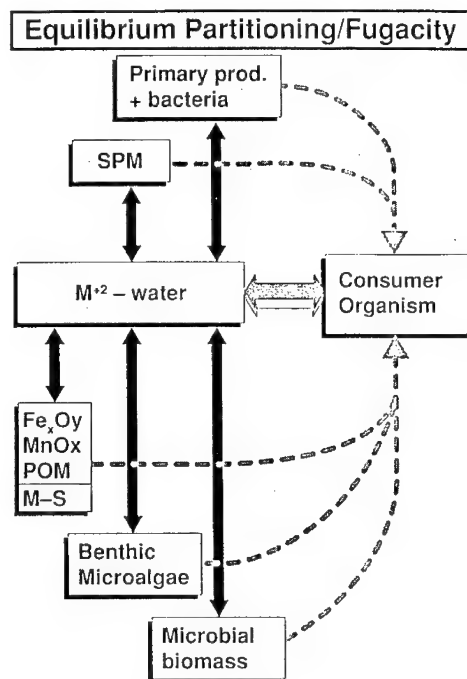 Equilibrium Partitioning/Fugacity
Primary prod.
+ bacteria
SPM
M⁺² – water
Consumer
Organism
FeₓOy
MnOx
POM
M–S
Benthic
Microalgae
Microbial
biomass